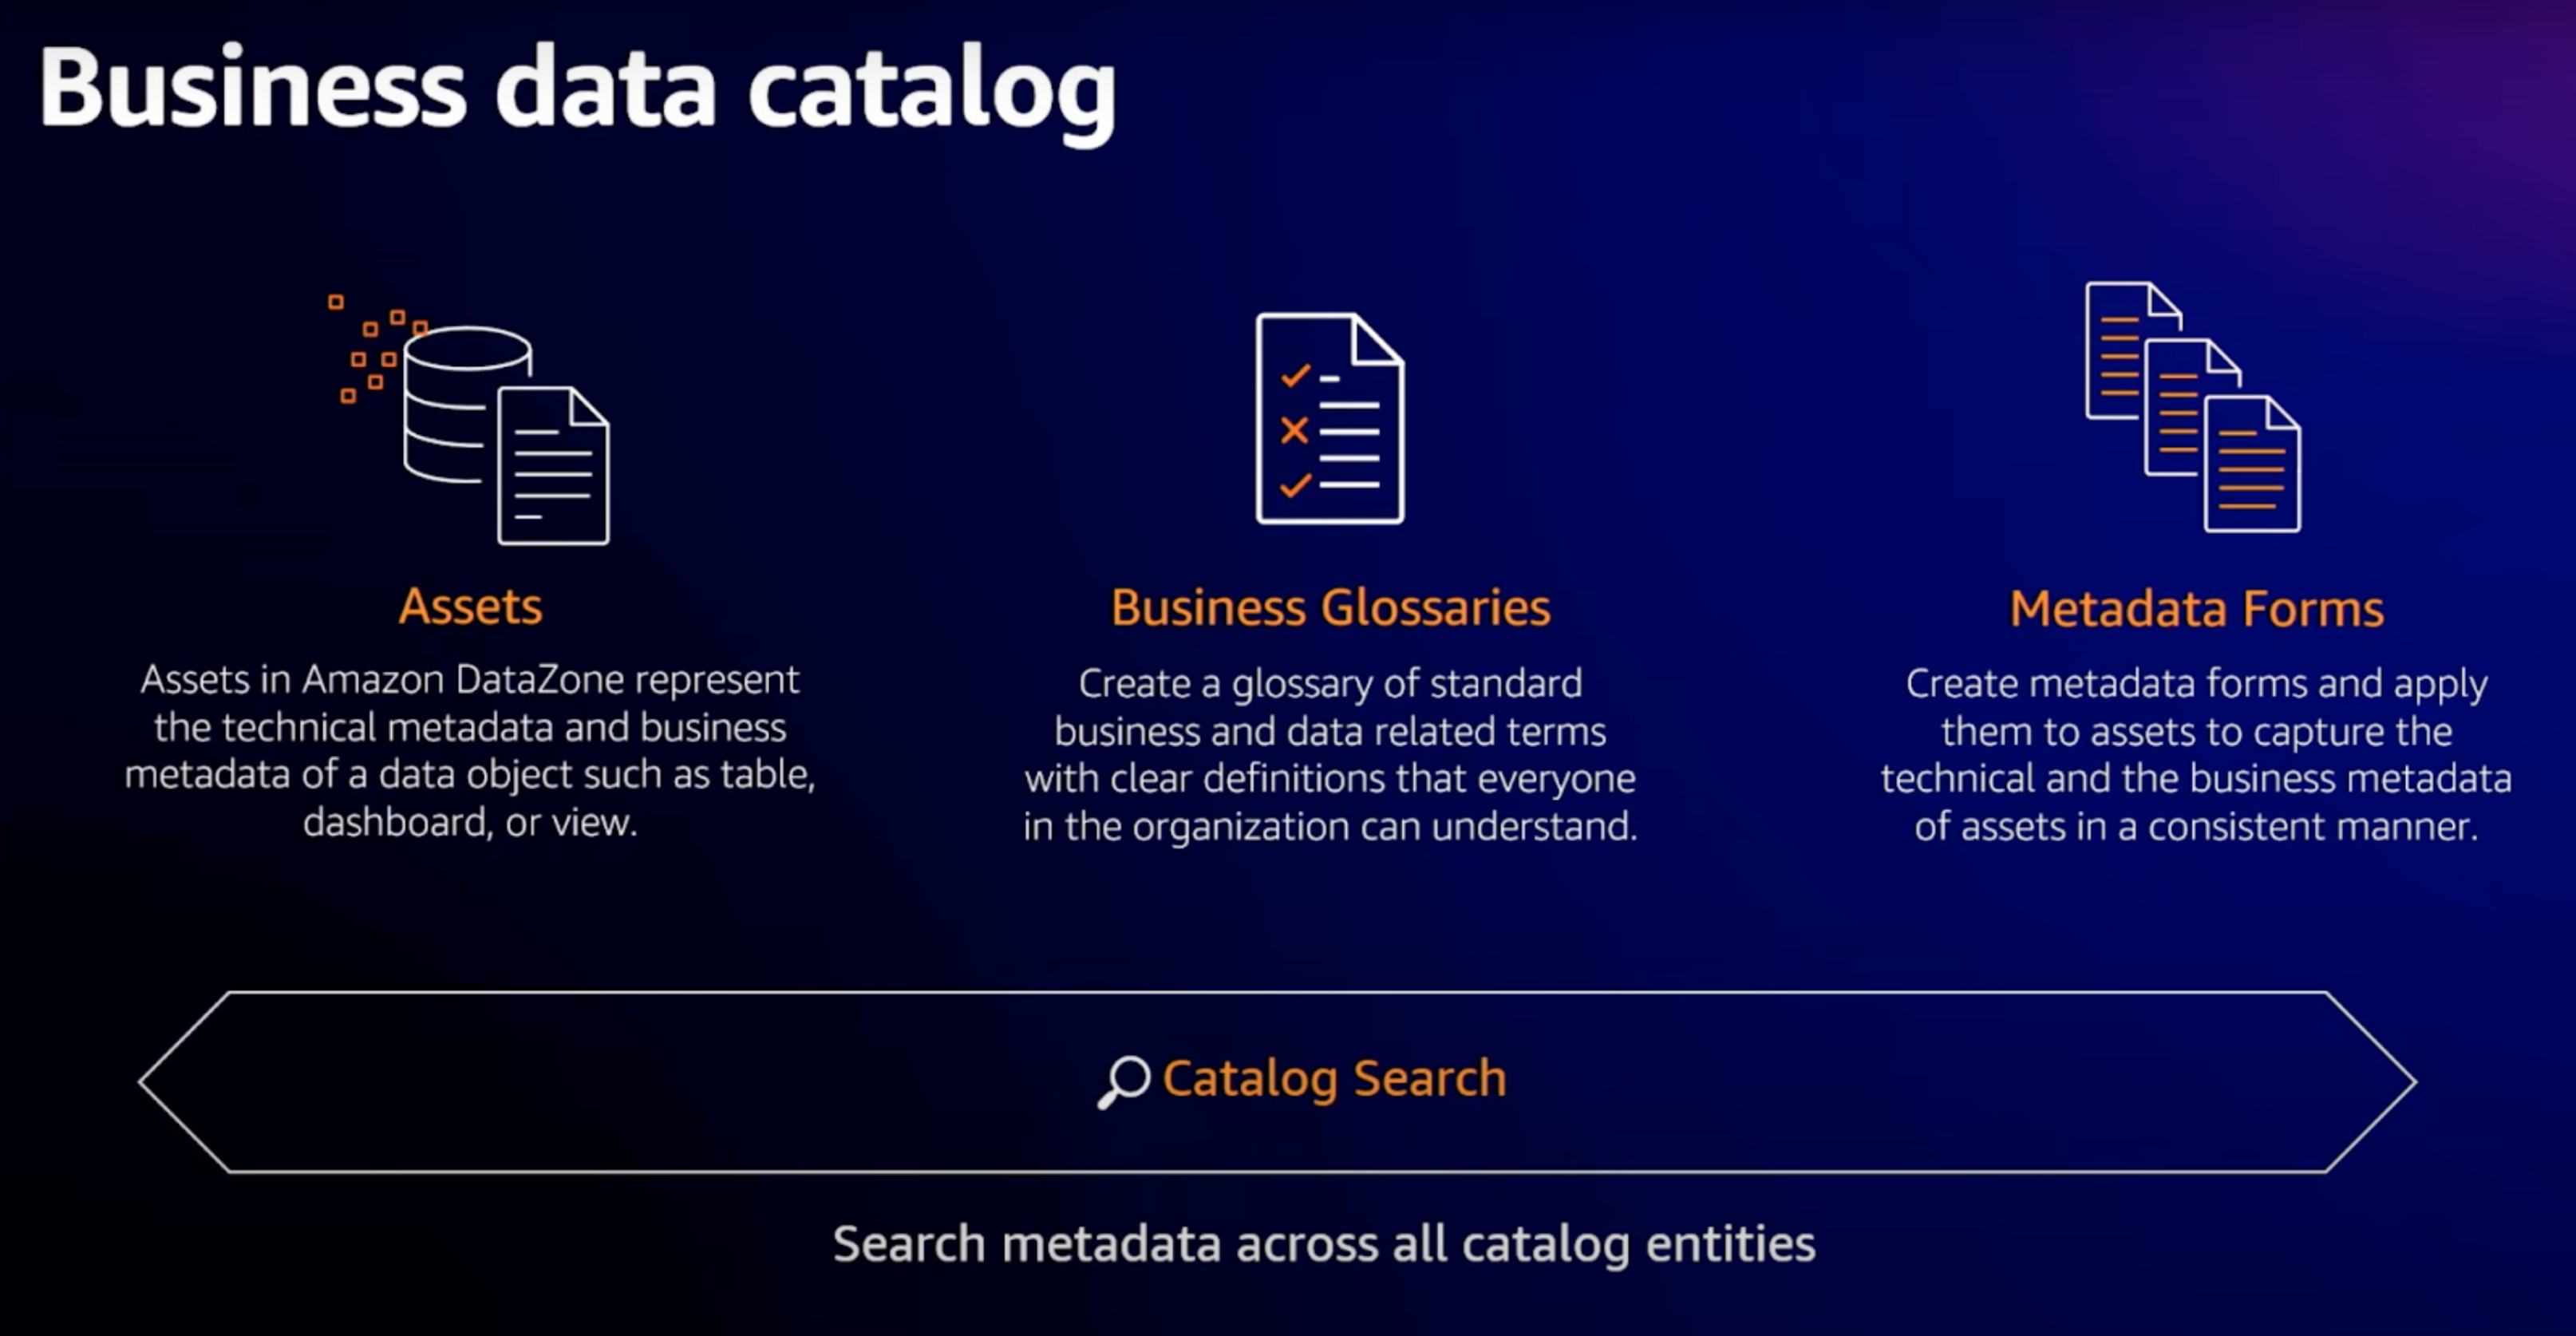 Business data catalog
Assets
Assets in Amazon DataZone represent
the technical metadata and business
metadata of a data object such as table,
dashboard, or view.
Business Glossaries
Create a glossary of standard
business and data related terms
with clear definitions that everyone
in the organization can understand.
Metadata Forms
Create metadata forms and apply
them to assets to capture the
technical and the business metadata
of assets in a consistent manner.
Catalog Search
Search metadata across all catalog entities